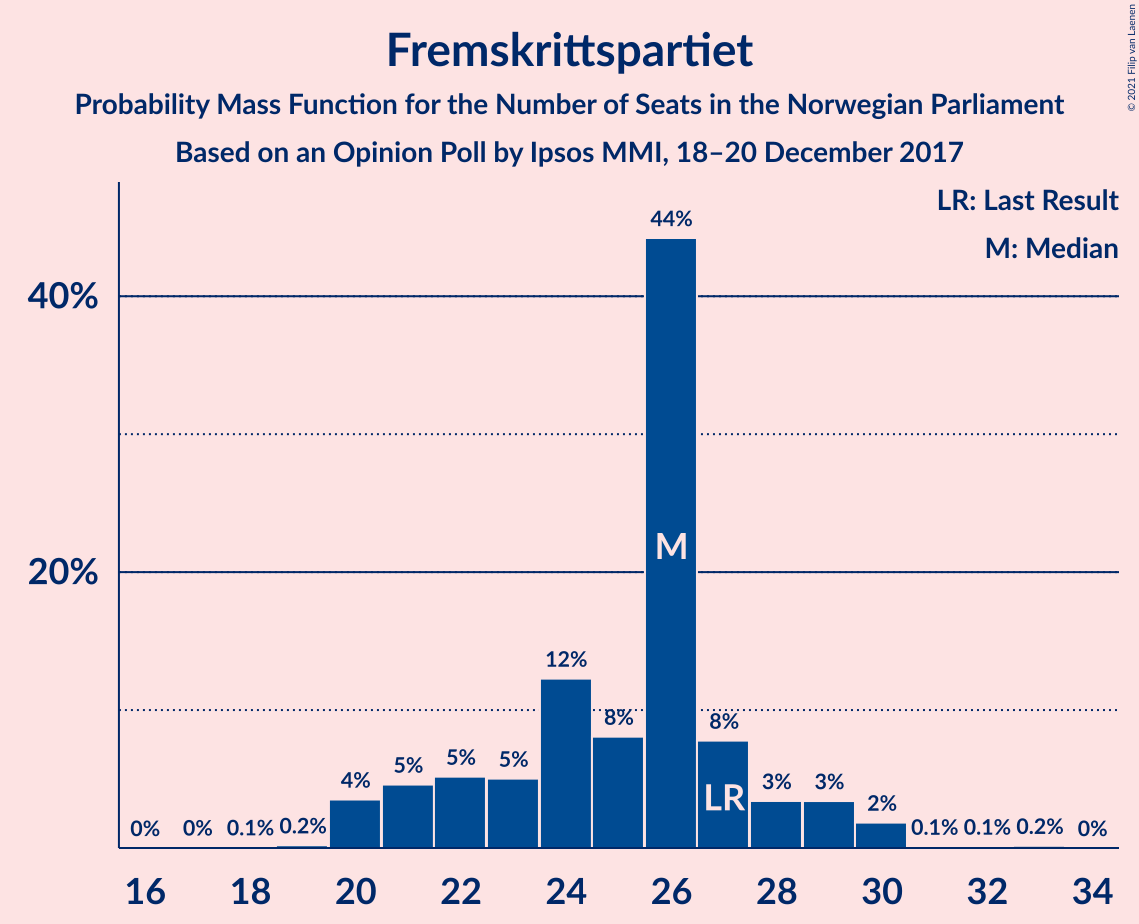 Fremskrittspartiet
Probability Mass Function for the Number of Seats in the Norwegian Parliament
Based on an Opinion Poll by Ipsos MMI, 18–20 December 2017
© 2021 Filip van Laenen
LR: Last Result
M: Median
44%
40%
M
20%
12%
8%
8%
5%
5%
5%
4%
3%
3%
2%
LR
0%
0%
0.1%
0.2%
0.1%
0.1%
0.2%
0%
16 18 20 22 24 26 28 30 32 34